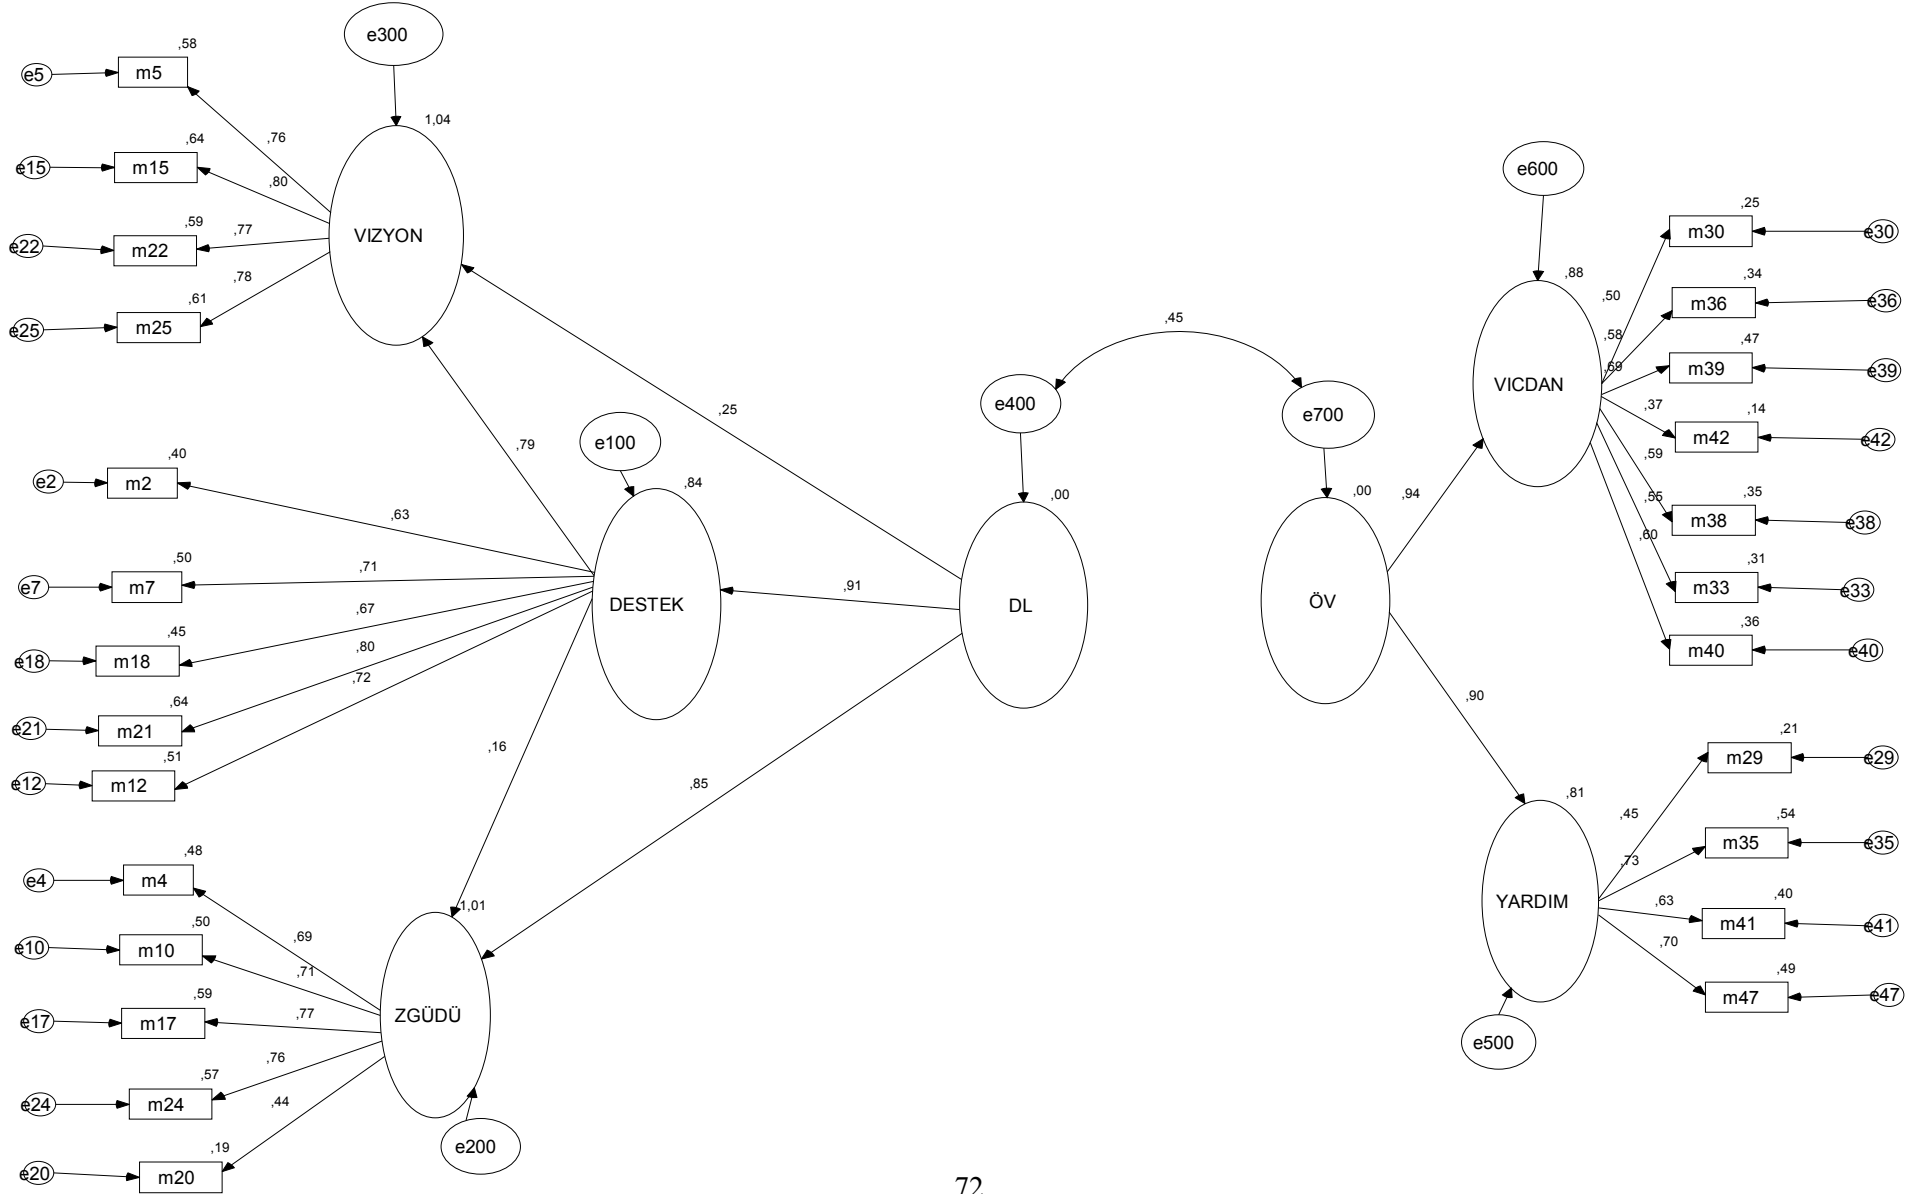 e300
,58
e5
m5
1,04
,76
,64
e15
m15
,80
VIZYON
,59
,77
e22
m22
,78
,61
e25
m25
,25
,79
e100
,40
e2
m2
,84
,63
,50
,71
e7
m7
,67
DESTEK
,91
,45
,80
e18
m18
,72
,64
e21
m21
,51
e12
m12
,16
,85
,48
e4
m4
1,01
,69
,50
e10
m10
,71
,59
,77
e17
m17
ZGÜDÜ
,76
,57
,44
e24
m24
,19
e200
e20
m20
,45
e400
e700
,00
,00
DL
ÖV
,94
,90
e600
,88
VICDAN
,25
,50
m30
e30
,34
,58
m36
e36
,47
,69
m39
e39
,37
,14
m42
e42
,59
,35
,55
m38
e38
,60
,31
m33
e33
,36
m40
e40
,81
YARDIM
,21
m29
e29
,45
,54
,73
m35
e35
,63
,40
m41
e41
,70
,49
m47
e47
e500
72